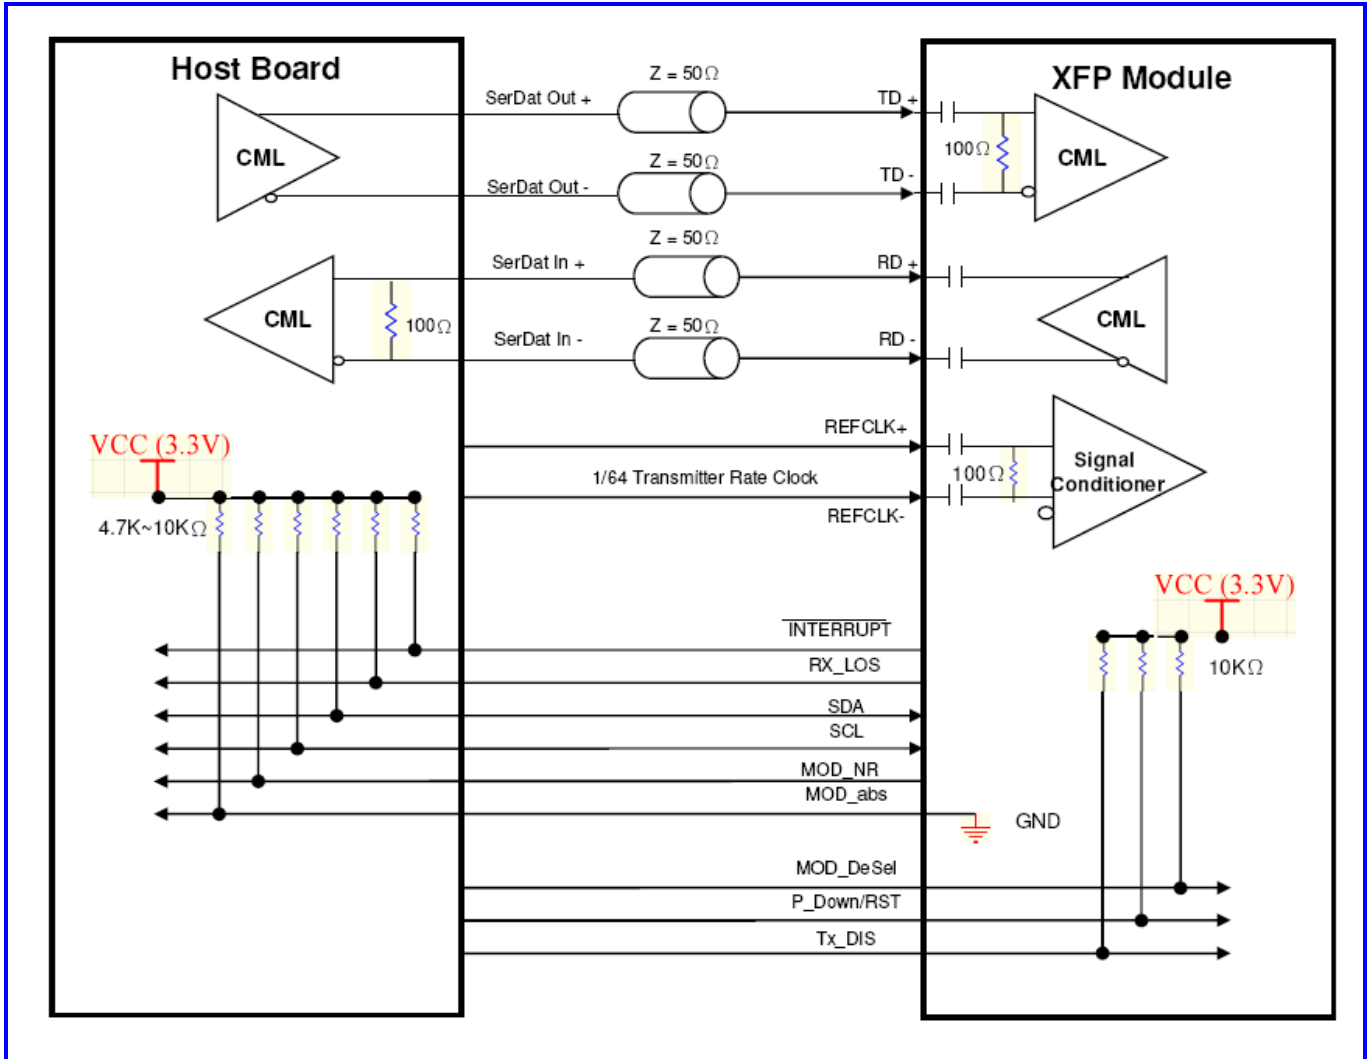 Host Board
XFP Module
Z = 50Ω
SerDat Out +
TD +
CML
100Ω
CML
Z = 50Ω
SerDat Out -
TD -
Z = 50Ω
SerDat In +
RD +
CML
100Ω
CML
Z = 50Ω
SerDat In -
RD -
REFCLK+
VCC (3.3V)
1/64 Transmitter Rate Clock
100Ω
Signal
Conditioner
4.7K~10KΩ
REFCLK-
VCC (3.3V)
10KΩ
INTERRUPT
RX_LOS
SDA
SCL
MOD_NR
MOD_abs
GND
MOD_DeSel
P_Down/RST
Tx_DIS